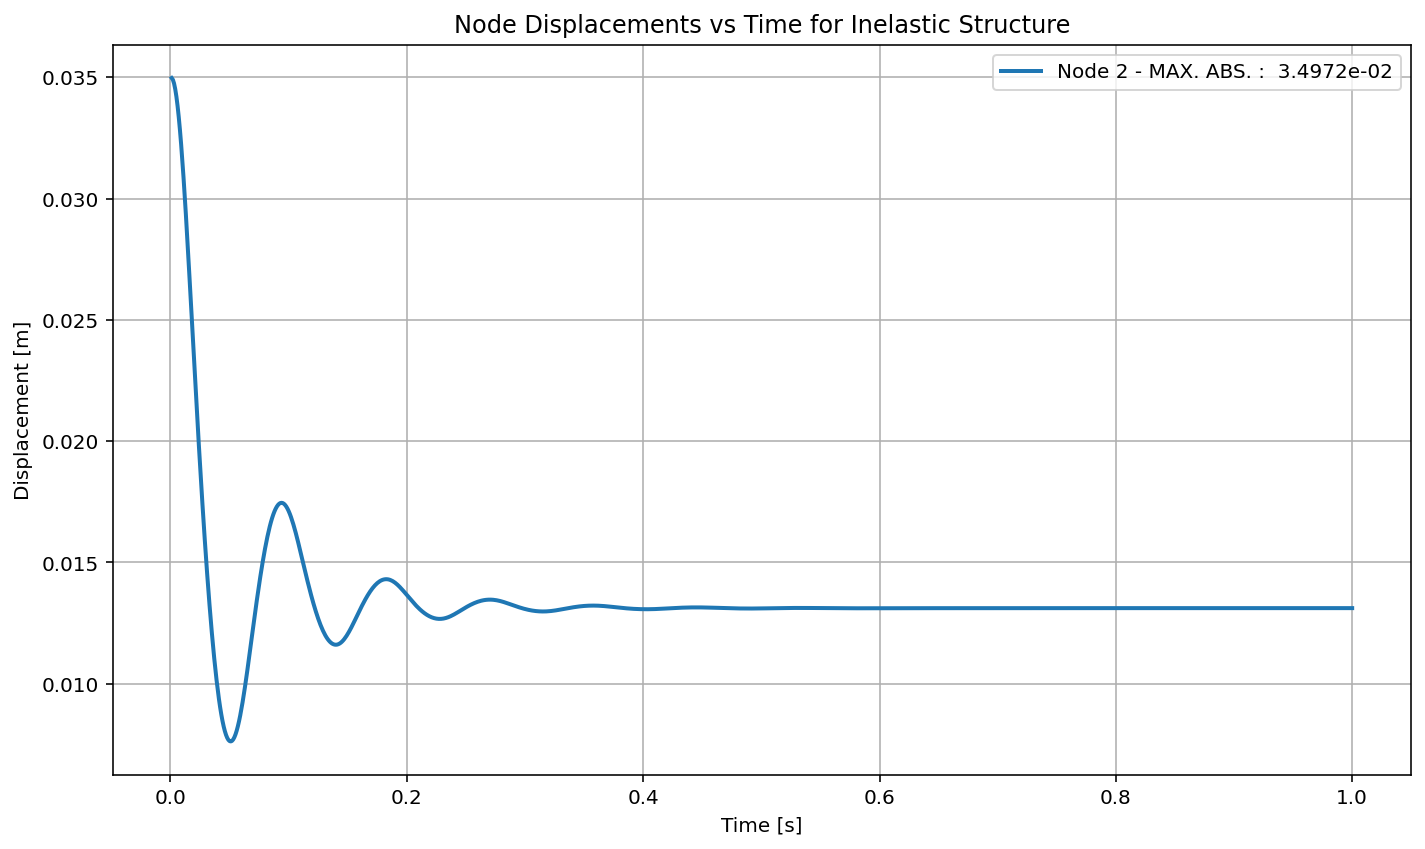 Node Displacements vs Time for Inelastic Structure
Node 2 - MAX. ABS. :  3.4972e-02
Displacement [m]
0.035
0.030
0.025
0.020
0.015
0.010
0.0 0.2 0.4 0.6 0.8 1.0
Time [s]